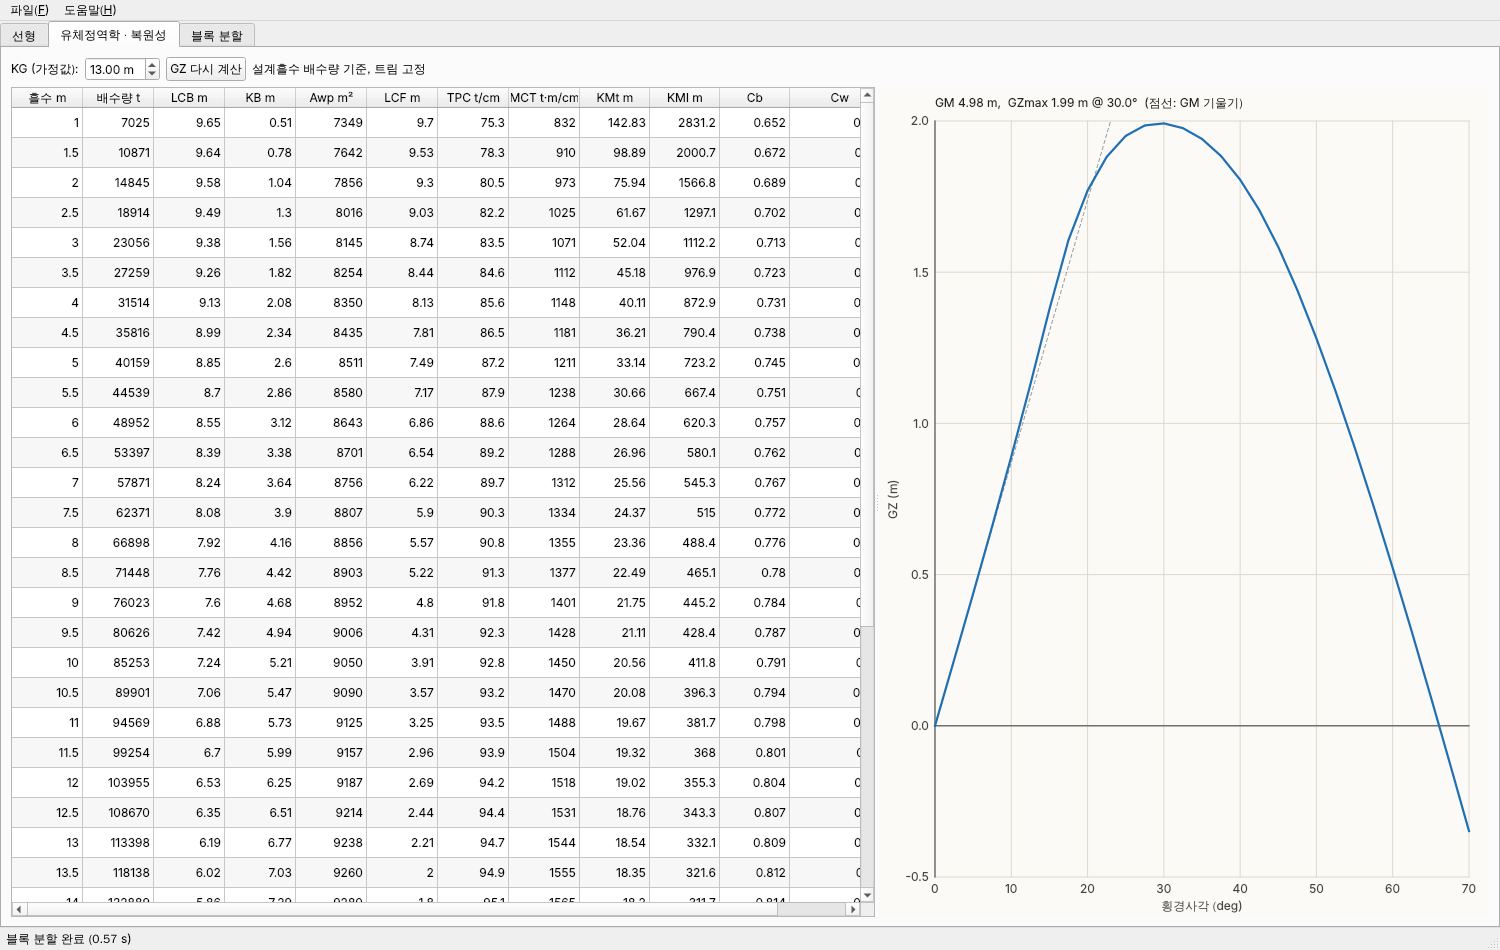 파일(F) 도움말(H)
선형 유체정역학 · 복원성 블록 분할
KG (가정값): 13.00 m GZ 다시 계산 설계흘수 배수량 기준, 트림 고정
흘수 m 배수량 t LCB m KB m Awp m² LCF m TPC t/cm MCT t·m/cm KMt m KMl m Cb Cw
1 7025 9.65 0.51 7349 9.7 75.3 832 142.83 2831.2 0.652 0
1.5 10871 9.64 0.78 7642 9.53 78.3 910 98.89 2000.7 0.672 0
2 14845 9.58 1.04 7856 9.3 80.5 973 75.94 1566.8 0.689 0
2.5 18914 9.49 1.3 8016 9.03 82.2 1025 61.67 1297.1 0.702 0
3 23056 9.38 1.56 8145 8.74 83.5 1071 52.04 1112.2 0.713 0
3.5 27259 9.26 1.82 8254 8.44 84.6 1112 45.18 976.9 0.723 0
4 31514 9.13 2.08 8350 8.13 85.6 1148 40.11 872.9 0.731 0
4.5 35816 8.99 2.34 8435 7.81 86.5 1181 36.21 790.4 0.738 0
5 40159 8.85 2.6 8511 7.49 87.2 1211 33.14 723.2 0.745 0
5.5 44539 8.7 2.86 8580 7.17 87.9 1238 30.66 667.4 0.751 0
6 48952 8.55 3.12 8643 6.86 88.6 1264 28.64 620.3 0.757 0
6.5 53397 8.39 3.38 8701 6.54 89.2 1288 26.96 580.1 0.762 0
7 57871 8.24 3.64 8756 6.22 89.7 1312 25.56 545.3 0.767 0
7.5 62371 8.08 3.9 8807 5.9 90.3 1334 24.37 515 0.772 0
8 66898 7.92 4.16 8856 5.57 90.8 1355 23.36 488.4 0.776 0
8.5 71448 7.76 4.42 8903 5.22 91.3 1377 22.49 465.1 0.78 0
9 76023 7.6 4.68 8952 4.8 91.8 1401 21.75 445.2 0.784 0
9.5 80626 7.42 4.94 9006 4.31 92.3 1428 21.11 428.4 0.787 0
10 85253 7.24 5.21 9050 3.91 92.8 1450 20.56 411.8 0.791 0
10.5 89901 7.06 5.47 9090 3.57 93.2 1470 20.08 396.3 0.794 0
11 94569 6.88 5.73 9125 3.25 93.5 1488 19.67 381.7 0.798 0
11.5 99254 6.7 5.99 9157 2.96 93.9 1504 19.32 368 0.801 0
12 103955 6.53 6.25 9187 2.69 94.2 1518 19.02 355.3 0.804 0
12.5 108670 6.35 6.51 9214 2.44 94.4 1531 18.76 343.3 0.807 0
13 113398 6.19 6.77 9238 2.21 94.7 1544 18.54 332.1 0.809 0
13.5 118138 6.02 7.03 9260 2 94.9 1555 18.35 321.6 0.812 0
GM 4.98 m, GZmax 1.99 m @ 30.0° (점선: GM 기울기)
2.0
1.5
1.0
0.5
0.0
-0.5
GZ (m)
0 10 20 30 40 50 60 70
횡경사각 (deg)
블록 분할 완료 (0.57 s)